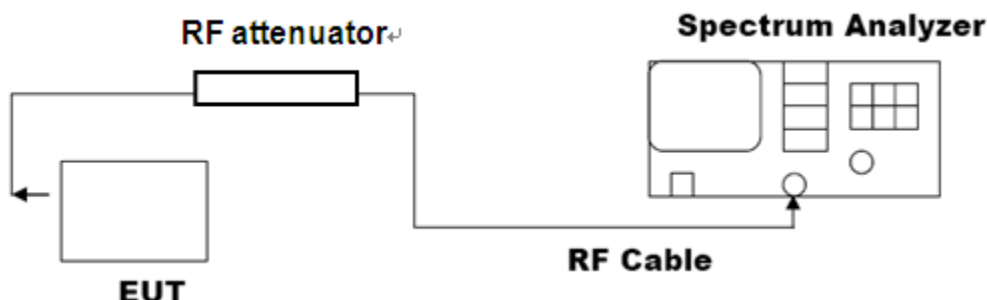 RF attenuator↵
Spectrum Analyzer
RF Cable
EUT